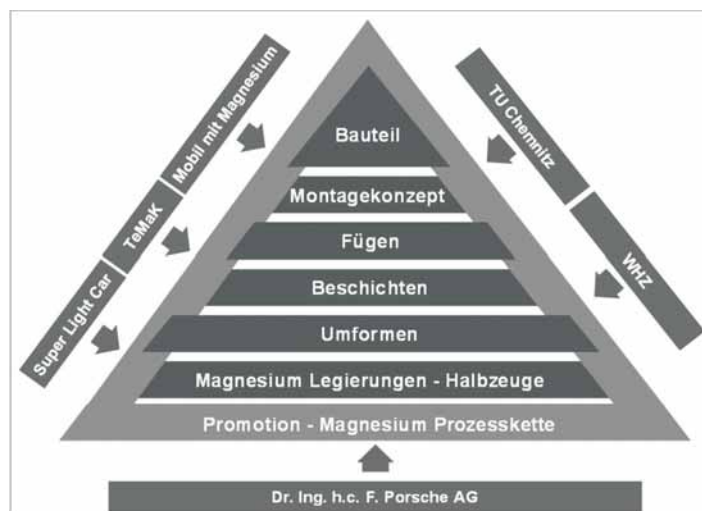 Mobil mit Magnesium
TeMaK
Super Light Car
TU Chemnitz
WHZ
Bauteil
Montagekonzept
Fügen
Beschichten
Umformen
Magnesium Legierungen - Halbzeuge
Promotion - Magnesium Prozesskette
Dr. Ing. h.c. F. Porsche AG